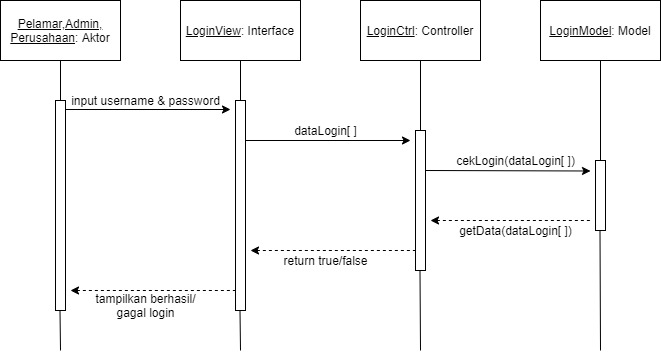 Pelamar,Admin,
Perusahaan: Aktor
LoginView: Interface
LoginCtrl: Controller
LoginModel: Model
input username & password
dataLogin[ ]
cekLogin(dataLogin[ ])
getData(dataLogin[ ])
return true/false
tampilkan berhasil/
gagal login